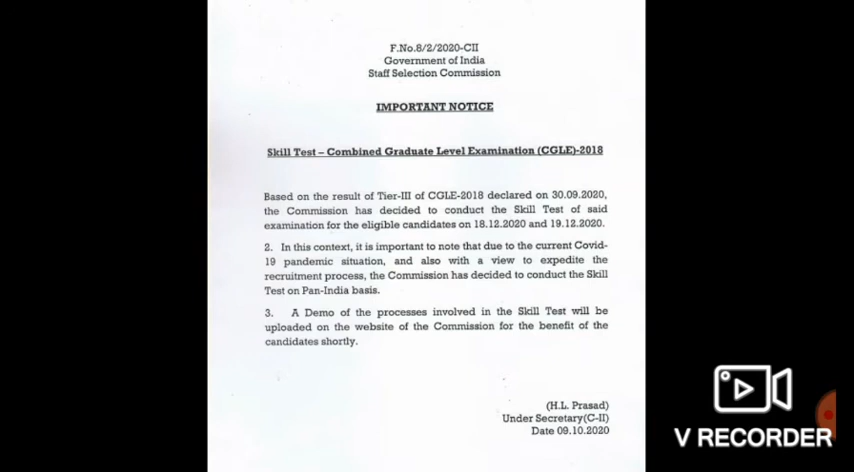 F.No.8/2/2020-CII
Government of India
Staff Selection Commission
IMPORTANT NOTICE
Skill Test – Combined Graduate Level Examination (CGLE)-2018
Based on the result of Tier-III of CGLE-2018 declared on 30.09.2020,
the Commission has decided to conduct the Skill Test of said
examination for the eligible candidates on 18.12.2020 and 19.12.2020.
2. In this context, it is important to note that due to the current Covid-
19 pandemic situation, and also with a view to expedite the
recruitment process, the Commission has decided to conduct the Skill
Test on Pan-India basis.
3. A Demo of the processes involved in the Skill Test will be
uploaded on the website of the Commission for the benefit of the
candidates shortly.
(H.L. Prasad)
Under Secretary(C-II)
Date 09.10.2020
V RECORDER